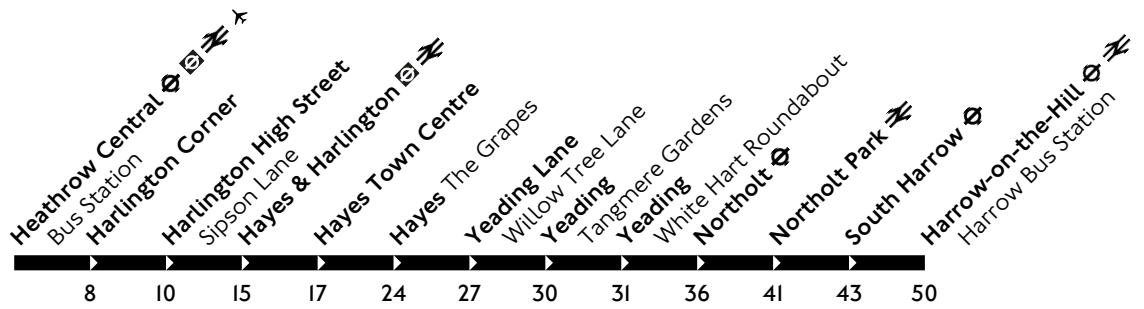 Heathrow Central
Bus Station
Harlington Corner
Harlington High Street
Sipson Lane
Hayes & Harlington
Hayes Town Centre
Hayes The Grapes
Yeading Lane
Willow Tree Lane
Yeading
Tangmere Gardens
Yeading
White Hart Roundabout
Northolt
Northolt Park
South Harrow
Harrow-on-the-Hill
Harrow Bus Station
8 10 15 17 24 27 30 31 36 41 43 50